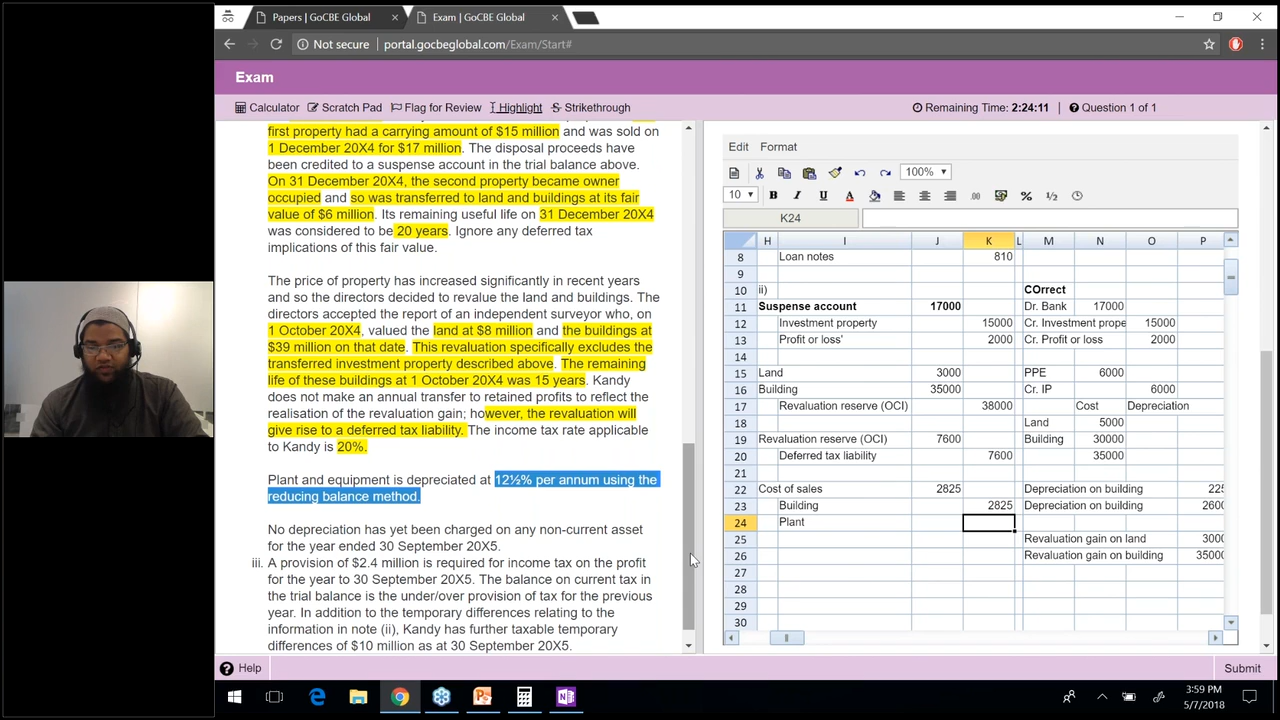 Papers | GoCBE Global
Exam | GoCBE Global
Not secure | portal.gocbeglobal.com/Exam/Start#
Exam
Calculator Scratch Pad Flag for Review Highlight Strikethrough
Remaining Time: 2:24:11 Question 1 of 1
first property had a carrying amount of $15 million and was sold on
1 December 20X4 for $17 million. The disposal proceeds have
been credited to a suspense account in the trial balance above.
On 31 December 20X4, the second property became owner
occupied and so was transferred to land and buildings at its fair
value of $6 million. Its remaining useful life on 31 December 20X4
was considered to be 20 years. Ignore any deferred tax
implications of this fair value.
The price of property has increased significantly in recent years
and so the directors decided to revalue the land and buildings. The
directors accepted the report of an independent surveyor who, on
1 October 20X4, valued the land at $8 million and the buildings at
$39 million on that date. This revaluation specifically excludes the
transferred investment property described above. The remaining
life of these buildings at 1 October 20X4 was 15 years. Kandy
does not make an annual transfer to retained profits to reflect the
realisation of the revaluation gain; however, the revaluation will
give rise to a deferred tax liability. The income tax rate applicable
to Kandy is 20%.
Plant and equipment is depreciated at 12½% per annum using the
reducing balance method.
No depreciation has yet been charged on any non-current asset
for the year ended 30 September 20X5.
iii. A provision of $2.4 million is required for income tax on the profit
for the year to 30 September 20X5. The balance on current tax in
the trial balance is the under/over provision of tax for the previous
year. In addition to the temporary differences relating to the
information in note (ii), Kandy has further taxable temporary
differences of $10 million as at 30 September 20X5.
Edit Format
100%
10 B I U A % 1/2
K24
H I J K L M N O P
8 Loan notes 810
9
10 ii) COrrect
11 Suspense account 17000 Dr. Bank 17000
12 Investment property 15000 Cr. Investment prope 15000
13 Profit or loss' 2000 Cr. Profit or loss 2000
14
15 Land 3000 PPE 6000
16 Building 35000 Cr. IP 6000
17 Revaluation reserve (OCI) 38000 Cost Depreciation
18 Land 5000
19 Revaluation reserve (OCI) 7600 Building 30000
20 Deferred tax liability 7600 35000
21
22 Cost of sales 2825 Depreciation on building 225
23 Building 2825 Depreciation on building 2600
24 Plant
25 Revaluation gain on land 3000
26 Revaluation gain on building 35000
27
28
29
30
Help
Submit
3:59 PM
5/7/2018